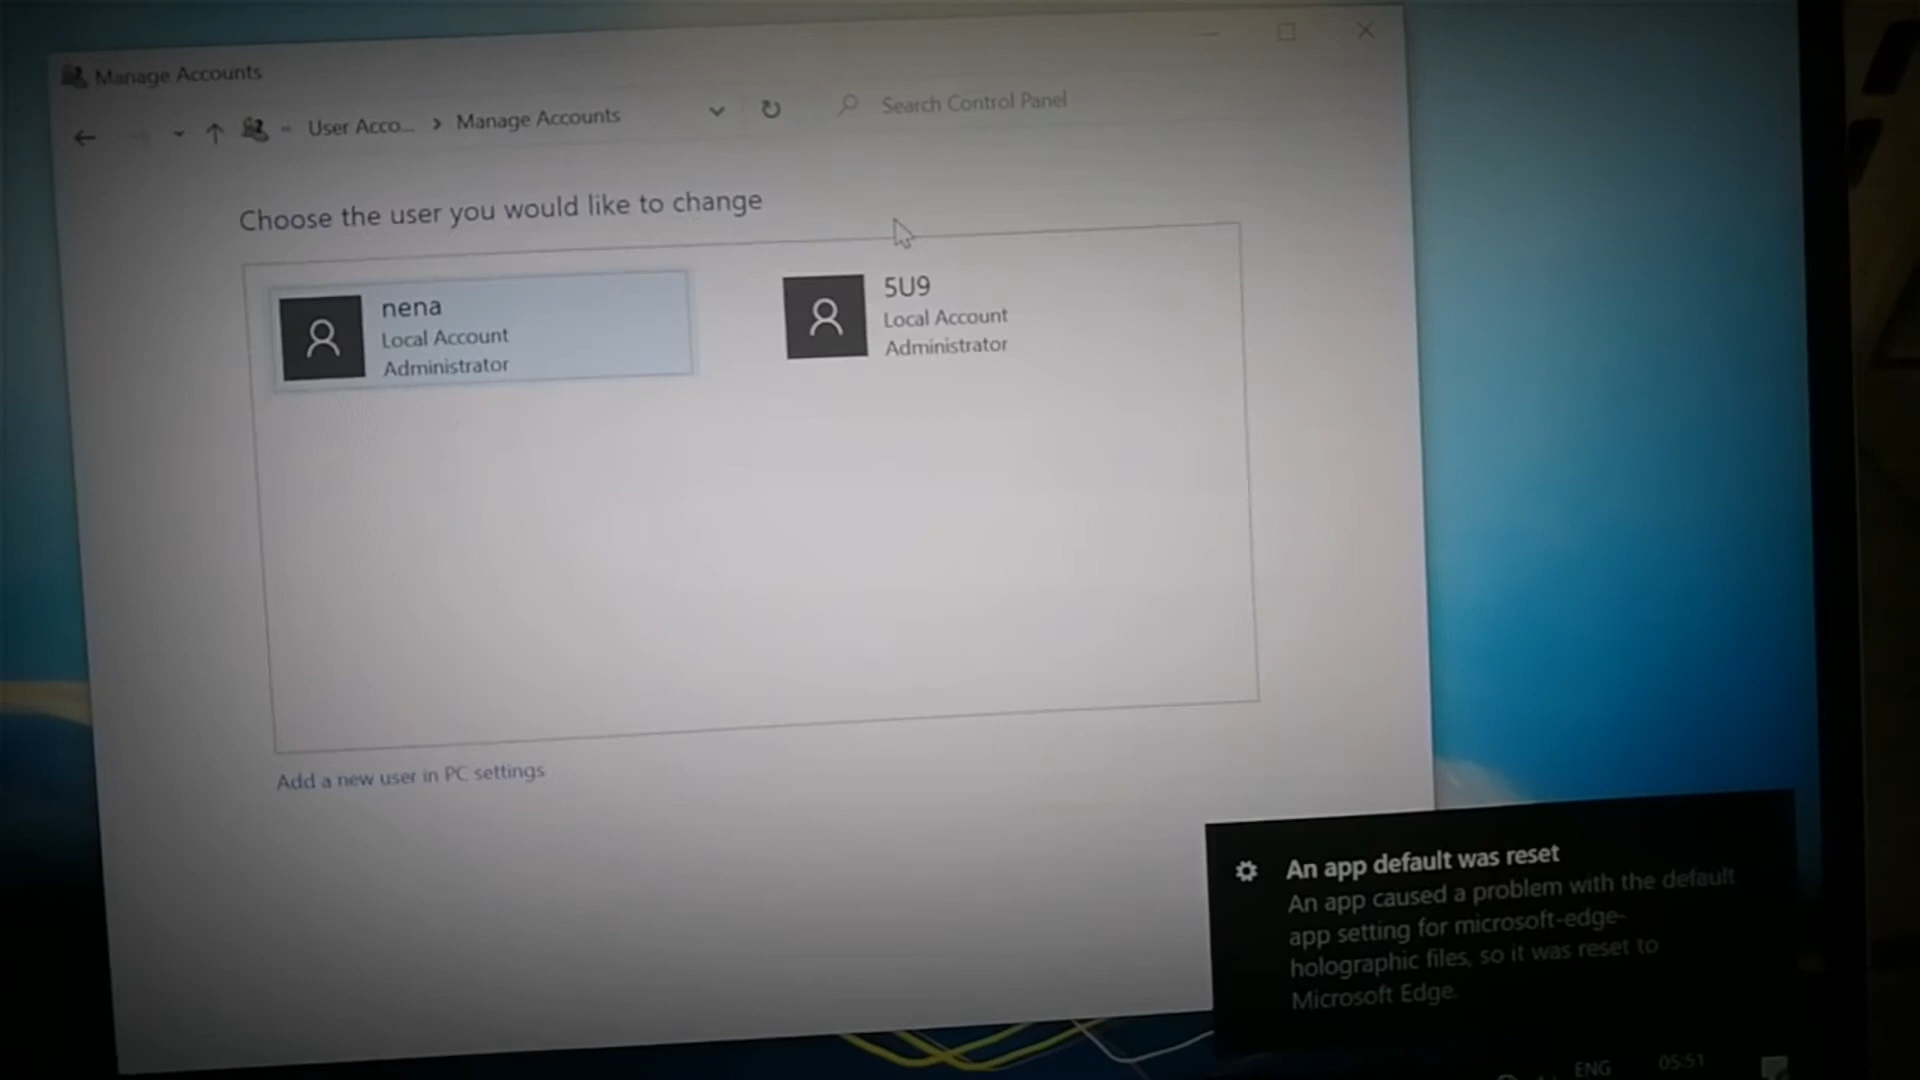 Manage Accounts
User Acco... > Manage Accounts
Search Control Panel
Choose the user you would like to change
nena
Local Account
Administrator
5U9
Local Account
Administrator
Add a new user in PC settings
An app default was reset
An app caused a problem with the default
app setting for microsoft-edge-
holographic files, so it was reset to
Microsoft Edge.
ENG
05:51